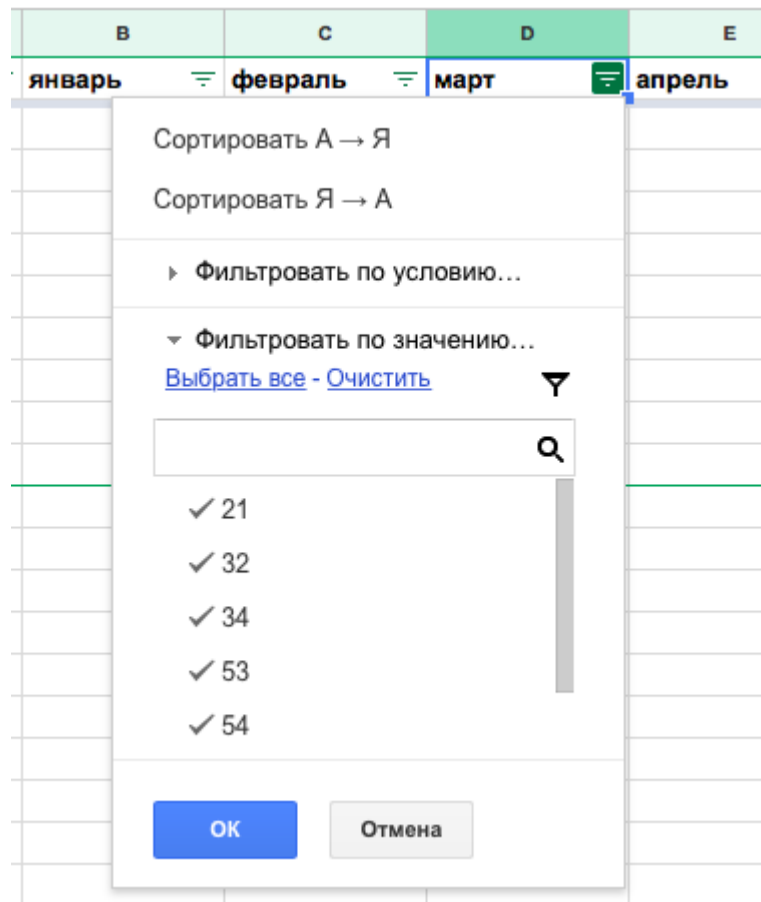 B C D E
январь февраль март апрель
Сортировать А → Я
Сортировать Я → А
Фильтровать по условию...
Фильтровать по значению...
Выбрать все - Очистить
21
32
34
53
54
ОК Отмена